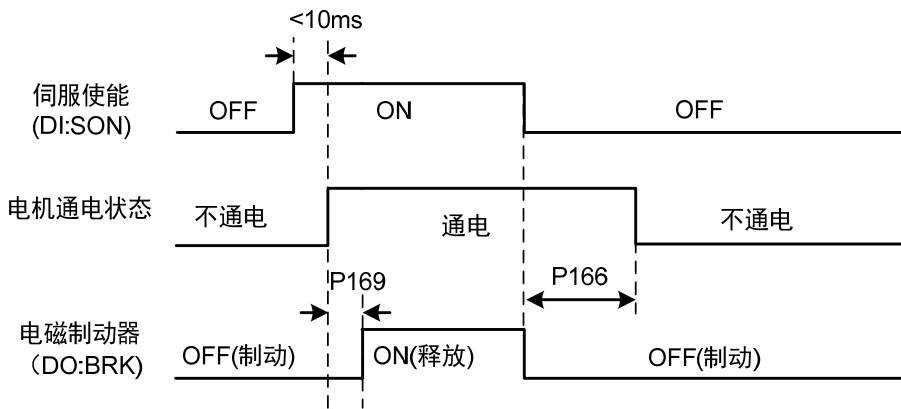 <10ms
伺服使能
(DI:SON)
OFF
ON
OFF
电机通电状态
不通电
通电
不通电
P169
P166
电磁制动器
（DO:BRK)
OFF(制动)
ON(释放)
OFF(制动)